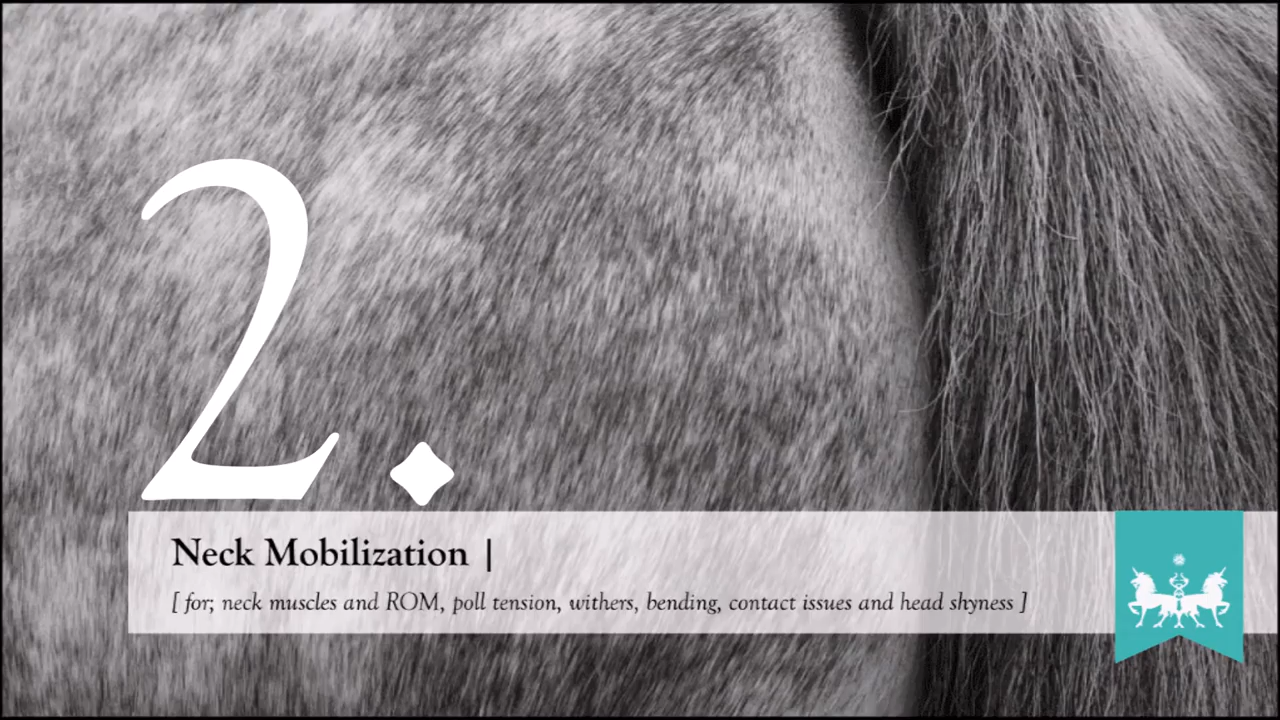 2.
Neck Mobilization |
[ for; neck muscles and ROM, poll tension, withers, bending, contact issues and head shyness ]